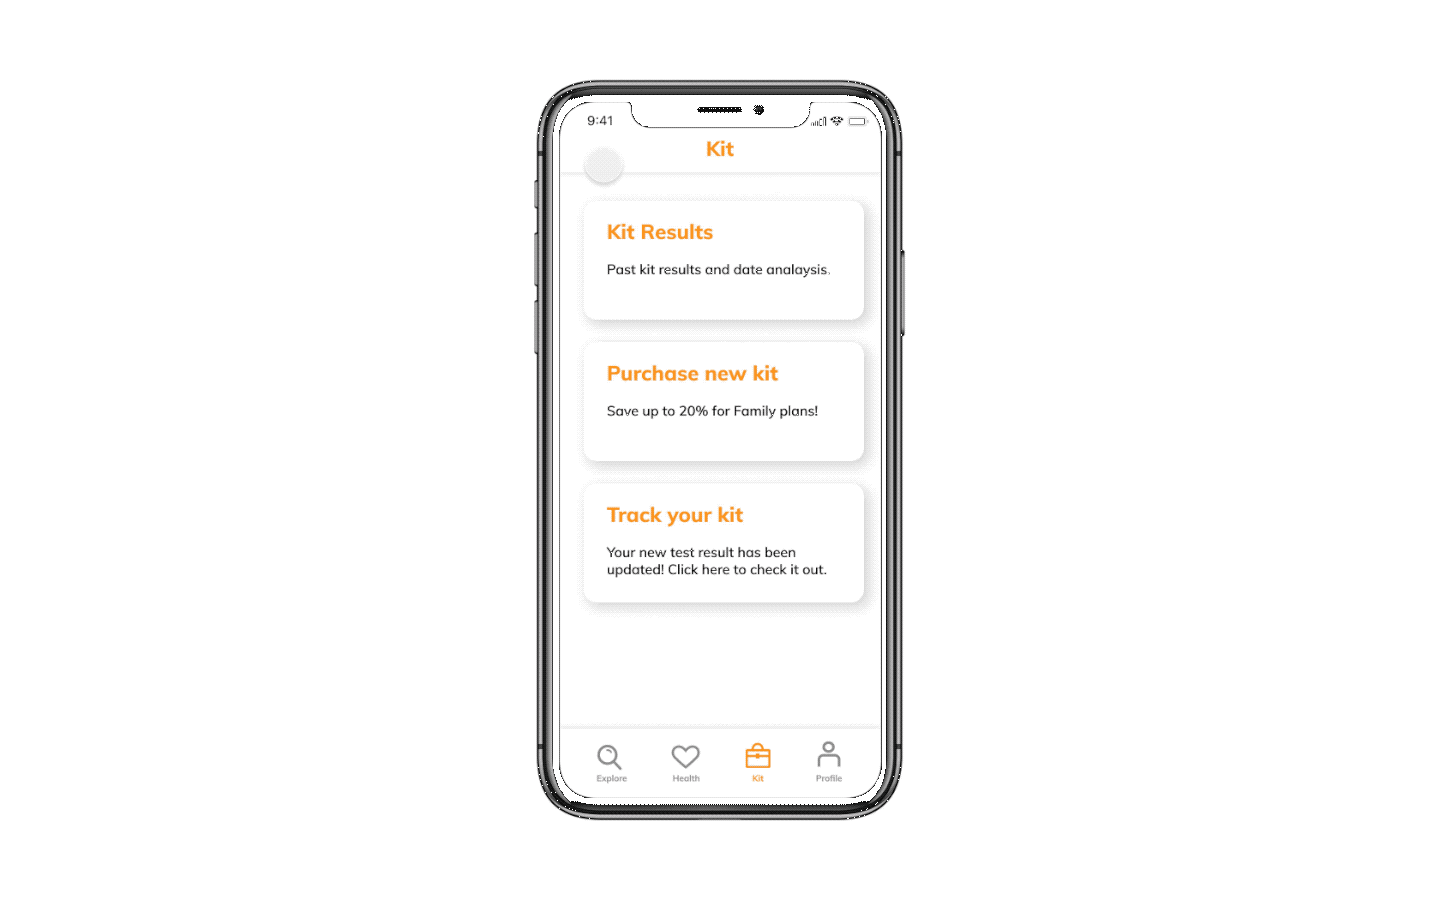 9:41
Kit
Kit Results
Past kit results and date analaysis.
Purchase new kit
Save up to 20% for Family plans!
Track your kit
Your new test result has been
updated! Click here to check it out.
Explore
Health
Kit
Profile